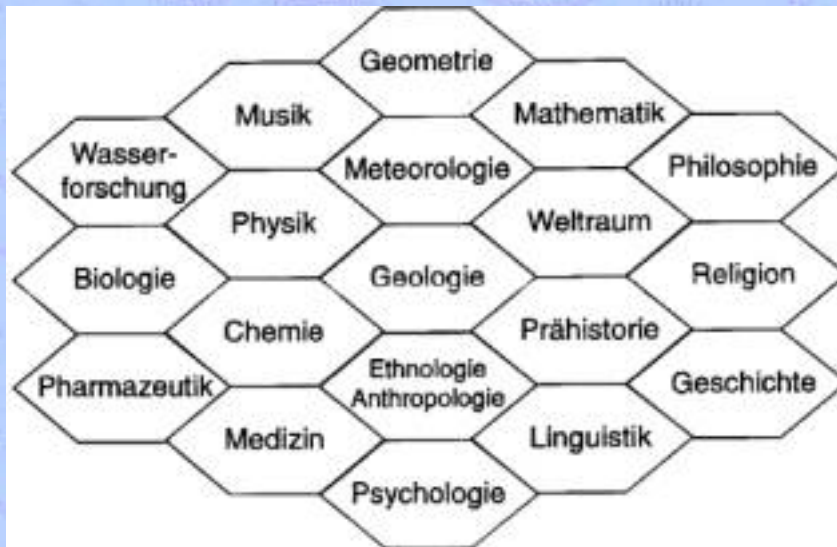 Geometrie
Musik
Mathematik
Wasser-
forschung
Meteorologie
Philosophie
Physik
Weltraum
Biologie
Geologie
Religion
Chemie
Prähistorie
Pharmazeutik
Ethnologie
Anthropologie
Geschichte
Medizin
Linguistik
Psychologie